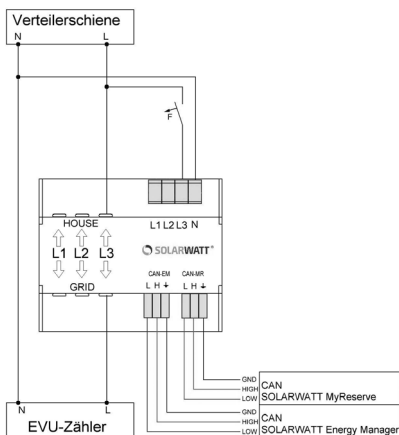 Verteilerschiene
N L
F
HOUSE
L1 L2 L3 N
L1 L2 L3
SOLARWATT®
CAN-EM CAN-MR
GRID
L H L H
GND
HIGH
LOW
CAN
SOLARWATT MyReserve
GND
HIGH
LOW
CAN
SOLARWATT Energy Manager
N L
EVU-Zähler